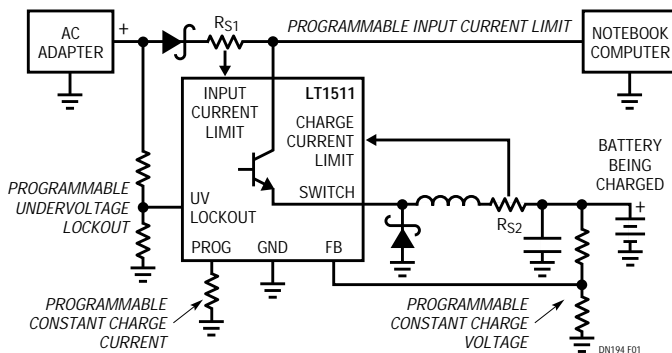 AC
ADAPTER
+
RS1
PROGRAMMABLE INPUT CURRENT LIMIT
NOTEBOOK
COMPUTER
INPUT
CURRENT
LIMIT
LT1511
CHARGE
CURRENT
LIMIT
BATTERY
BEING
CHARGED
PROGRAMMABLE
UNDERVOLTAGE
LOCKOUT
UV
LOCKOUT
SWITCH
RS2
+
PROG
GND
FB
PROGRAMMABLE
CONSTANT CHARGE
CURRENT
PROGRAMMABLE
CONSTANT CHARGE
VOLTAGE
DN194 F01